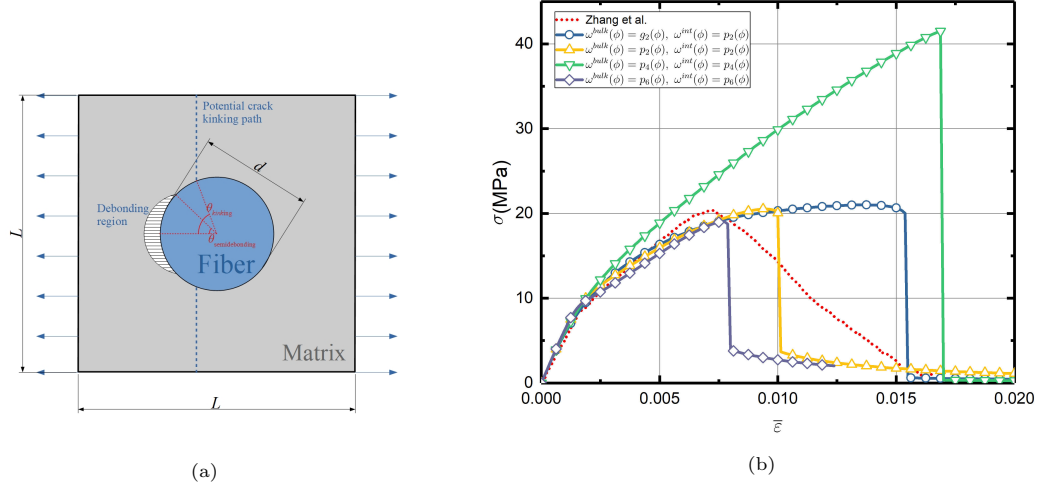 Potential crack
kinking path
d
Debonding
region
θkinking
θsemidebonding
Fiber
L
Matrix
L
(a)
Zhang et al.
ω^bulk(ϕ) = g₂(ϕ), ω^int(ϕ) = p₂(ϕ)
ω^bulk(ϕ) = p₂(ϕ), ω^int(ϕ) = p₂(ϕ)
ω^bulk(ϕ) = p₄(ϕ), ω^int(ϕ) = p₄(ϕ)
ω^bulk(ϕ) = p₆(ϕ), ω^int(ϕ) = p₆(ϕ)
σ(MPa)
40
30
20
10
0
0.000 0.005 0.010 0.015 0.020
ε̅
(b)